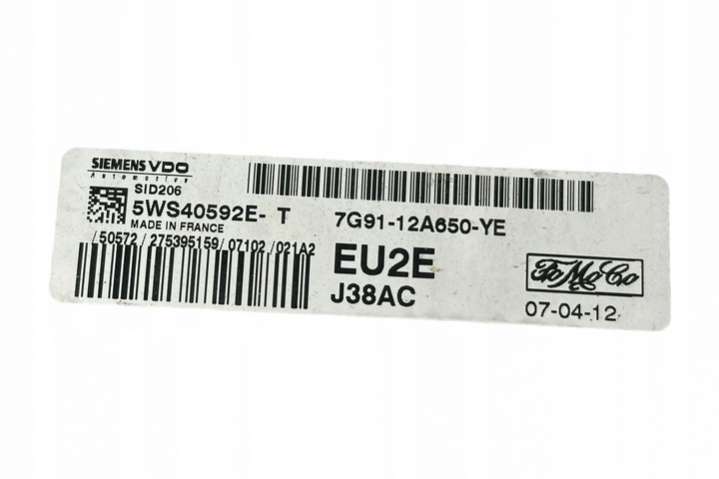 SIEMENS VDO
Automotive
SID206
5WS40592E- T
MADE IN FRANCE
/50572/275395159/07102/021A2
7G91-12A650-YE
EU2E
J38AC
FoMoCo
07-04-12